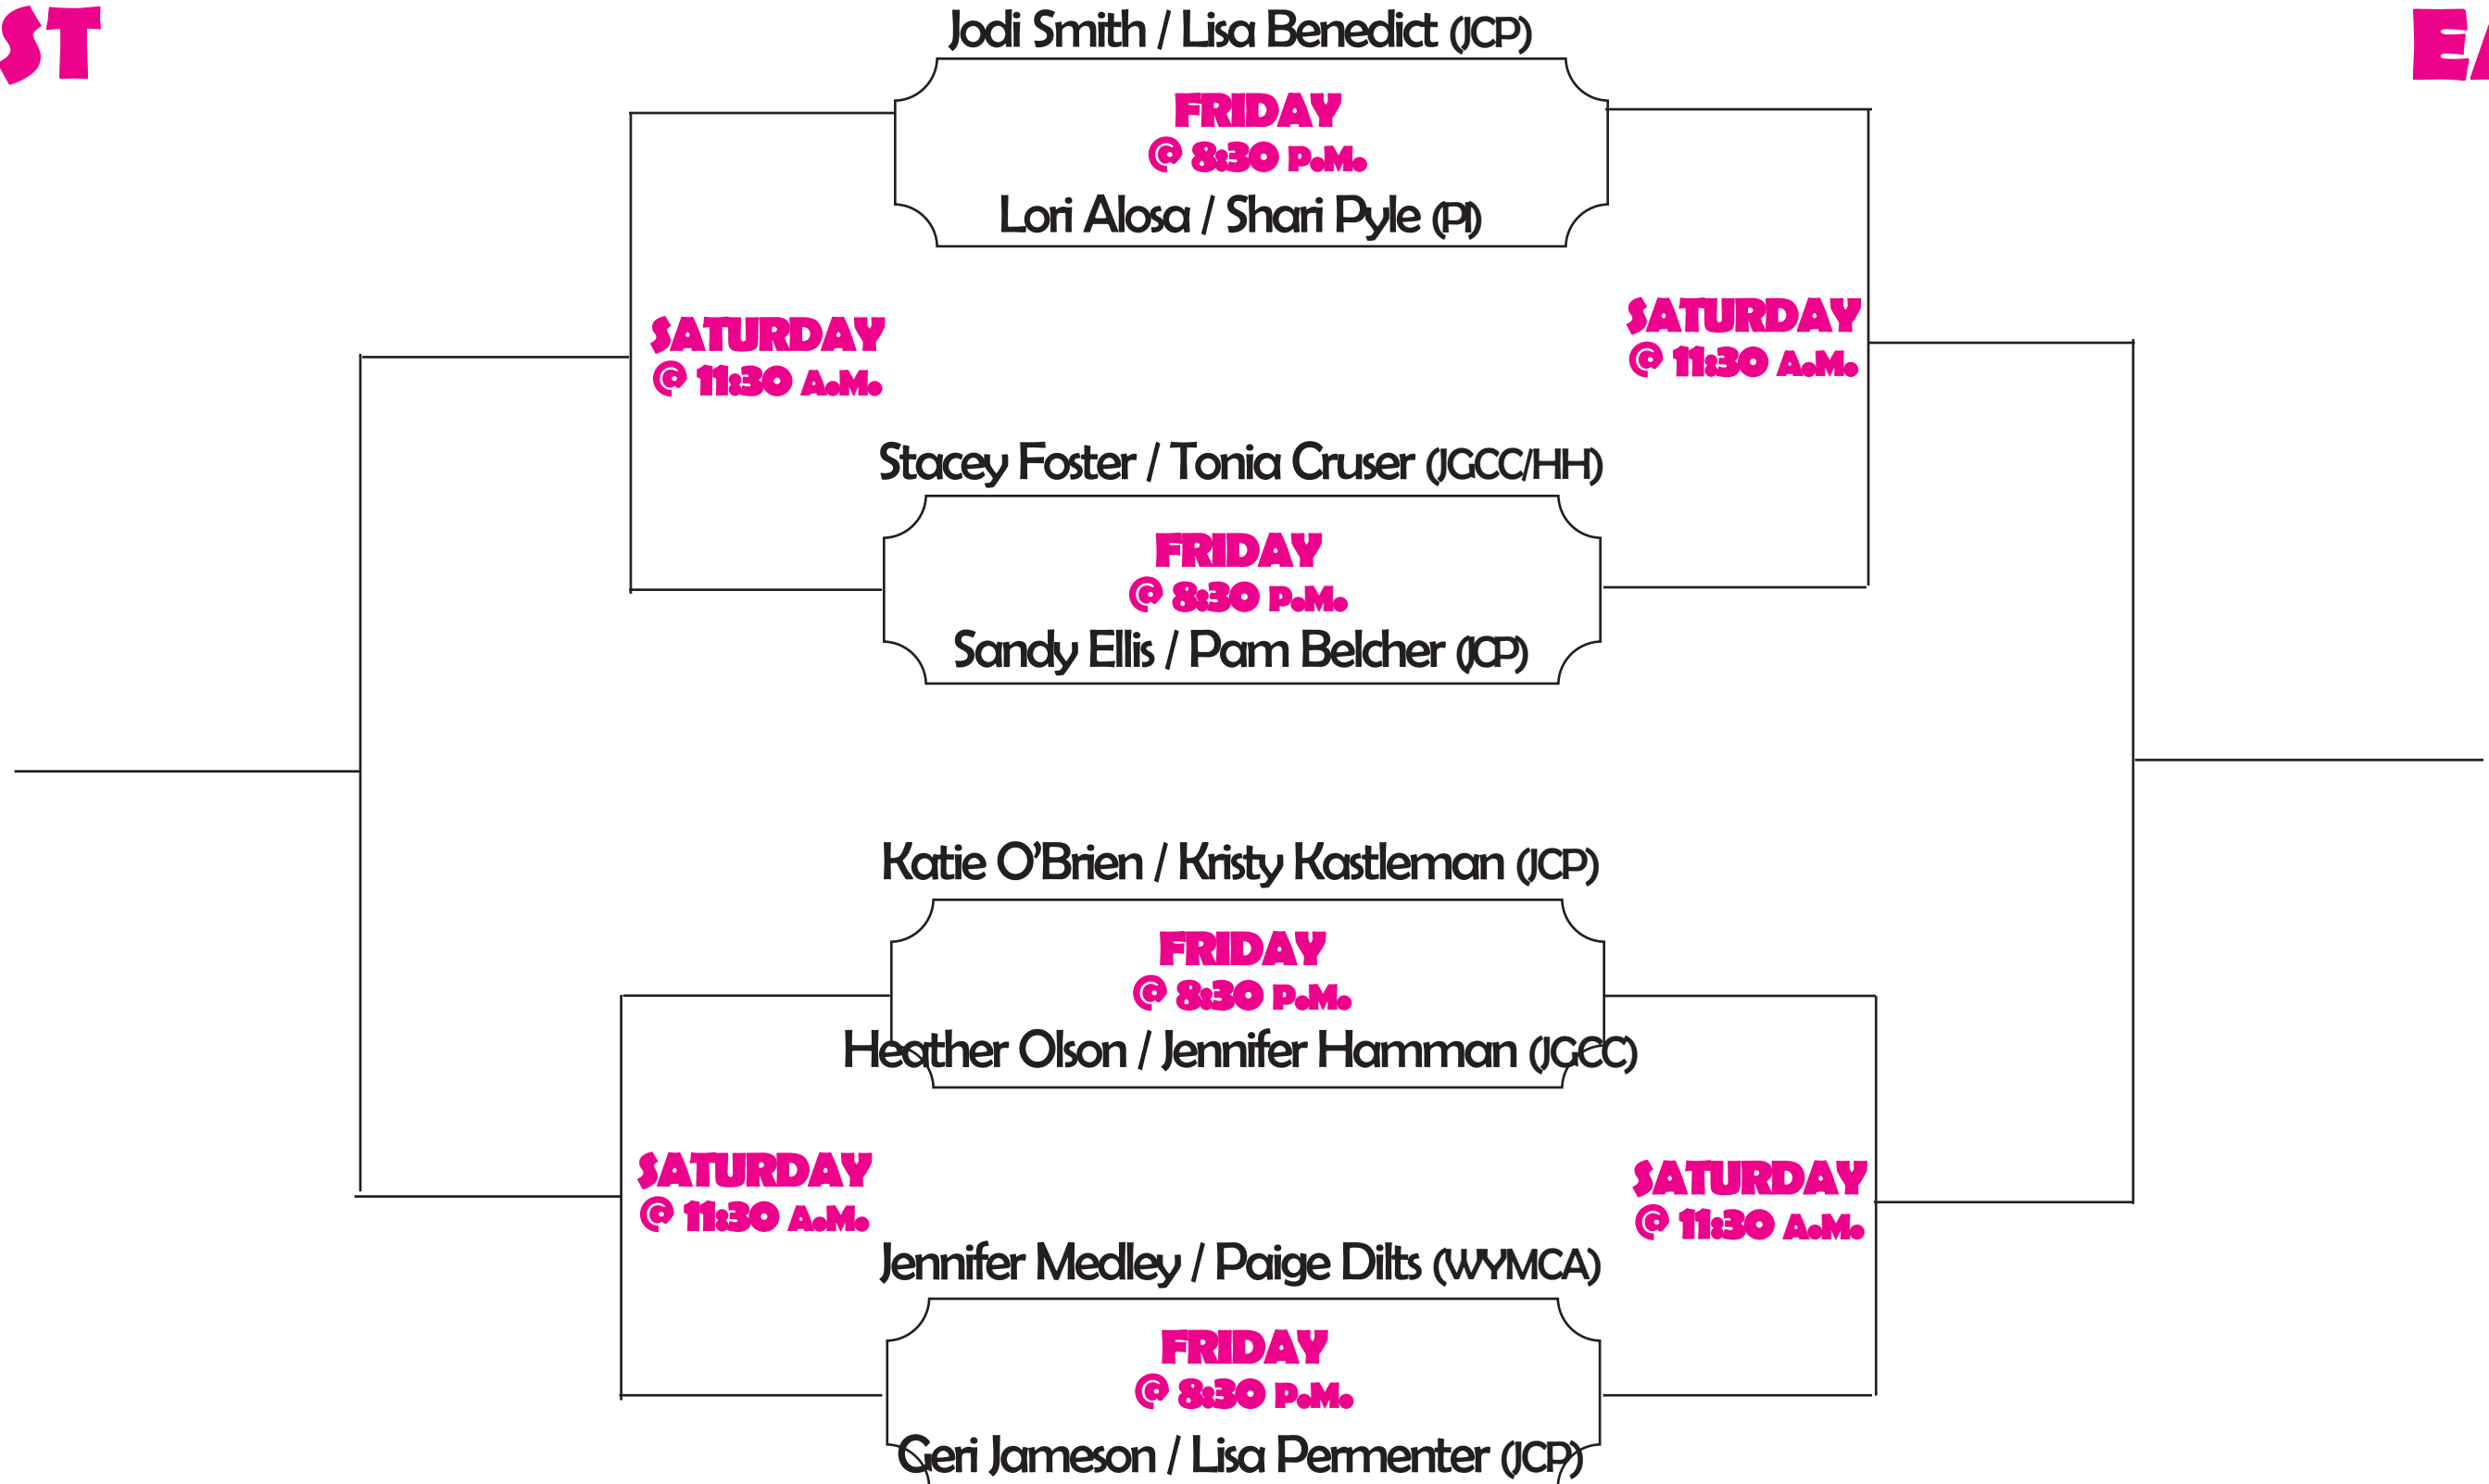 ST
EA
Jodi Smith / Lisa Benedict (JCP)
FRIDAY
@ 8:30 P.M.
Lori Alosa / Shari Pyle (PI)
SATURDAY
@ 11:30 A.M.
SATURDAY
@ 11:30 A.M.
Stacey Foster / Tonia Cruser (JGCC/HH)
FRIDAY
@ 8:30 P.M.
Sandy Ellis / Pam Belcher (JCP)
Katie O'Brien / Kristy Kastleman (JCP)
FRIDAY
@ 8:30 P.M.
Heather Olson / Jennifer Hamman (JGCC)
SATURDAY
@ 11:30 A.M.
SATURDAY
@ 11:30 A.M.
Jennifer Medley / Paige Dilts (WYMCA)
FRIDAY
@ 8:30 P.M.
Geri Jameson / Lisa Permenter (JCP)